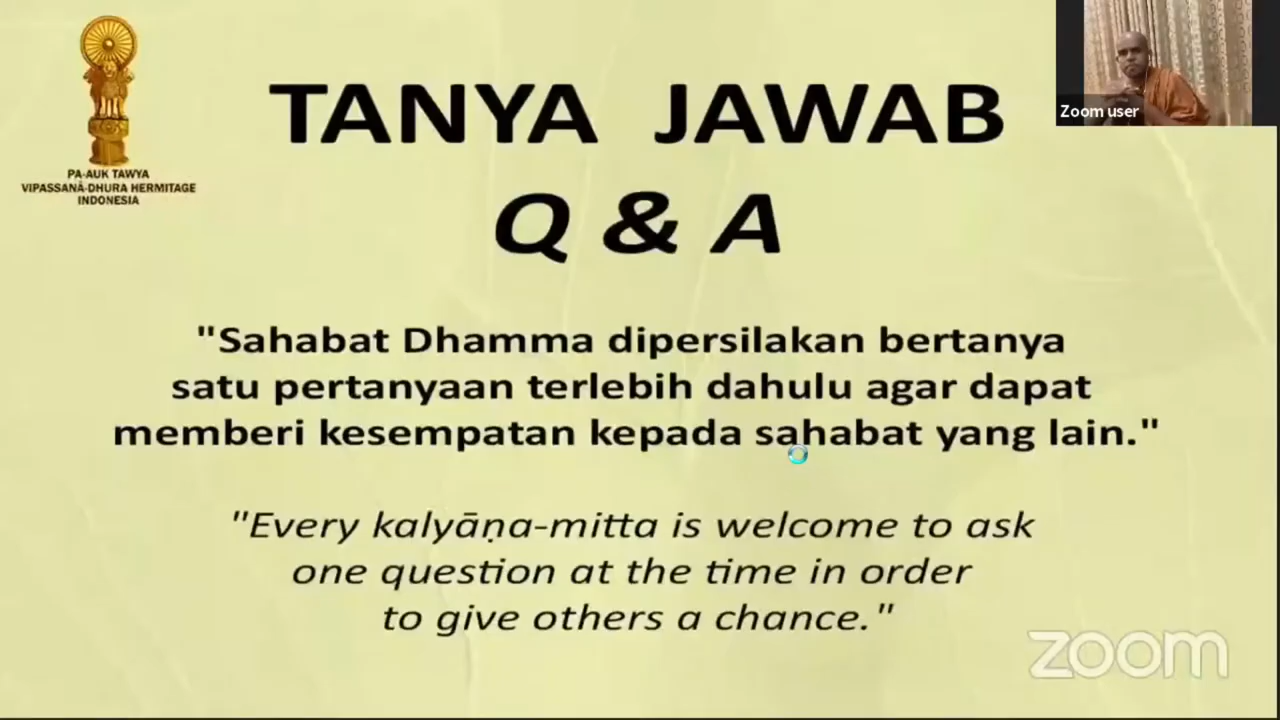 PA-AUK TAWYA
VIPASSANĀ-DHURA HERMITAGE
INDONESIA
TANYA JAWAB
Q & A
Zoom user
"Sahabat Dhamma dipersilakan bertanya
satu pertanyaan terlebih dahulu agar dapat
memberi kesempatan kepada sahabat yang lain."
"Every kalyāṇa-mitta is welcome to ask
one question at the time in order
to give others a chance."
zoom